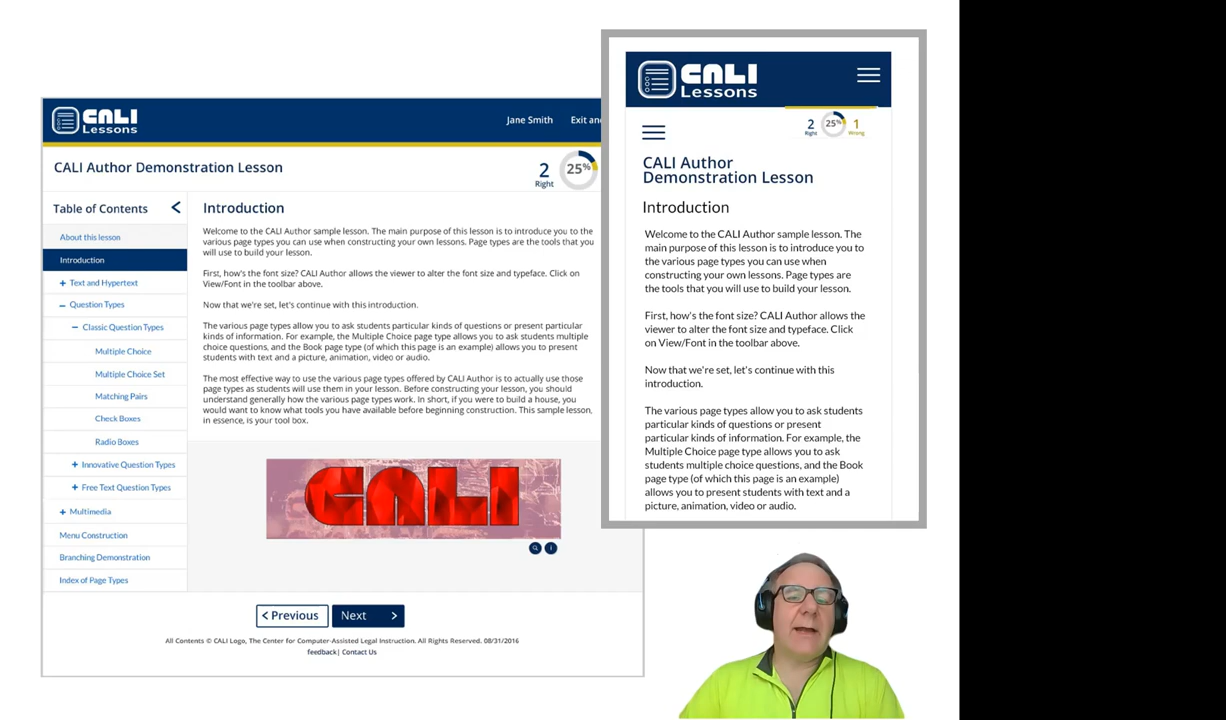 CALI
Lessons
Jane Smith
Exit and
CALI Author Demonstration Lesson
2
Right
25%
Table of Contents
About this lesson
Introduction
Text and Hypertext
Question Types
Classic Question Types
Multiple Choice
Multiple Choice Set
Matching Pairs
Check Boxes
Radio Boxes
Innovative Question Types
Free Text Question Types
Multimedia
Menu Construction
Branching Demonstration
Index of Page Types
Introduction
Welcome to the CALI Author sample lesson. The main purpose of this lesson is to introduce you to the
various page types you can use when constructing your own lessons. Page types are the tools that you
will use to build your lesson.
First, how's the font size? CALI Author allows the viewer to alter the font size and typeface. Click on
View/Font in the toolbar above.
Now that we're set, let's continue with this introduction.
The various page types allow you to ask students particular kinds of questions or present particular
kinds of information. For example, the Multiple Choice page type allows you to ask students multiple
choice questions, and the Book page type (of which this page is an example) allows you to present
students with text and a picture, animation, video or audio.
The most effective way to use the various page types offered by CALI Author is to actually use those
page types as students will use them in your lesson. Before constructing your lesson, you should
understand generally how the various page types work. In short, if you were to build a house, you
would want to know what tools you have available before beginning construction. This sample lesson,
in essence, is your tool box.
CALI
< Previous
Next >
All Contents © CALI Logo, The Center for Computer-Assisted Legal Instruction. All Rights Reserved. 08/31/2016
feedback| Contact Us
CALI
Lessons
2
Right
25%
1
Wrong
CALI Author
Demonstration Lesson
Introduction
Welcome to the CALI Author sample lesson. The
main purpose of this lesson is to introduce you to
the various page types you can use when
constructing your own lessons. Page types are
the tools that you will use to build your lesson.
First, how's the font size? CALI Author allows the
viewer to alter the font size and typeface. Click
on View/Font in the toolbar above.
Now that we're set, let's continue with this
introduction.
The various page types allow you to ask students
particular kinds of questions or present
particular kinds of information. For example, the
Multiple Choice page type allows you to ask
students multiple choice questions, and the Book
page type (of which this page is an example)
allows you to present students with text and a
picture, animation, video or audio.